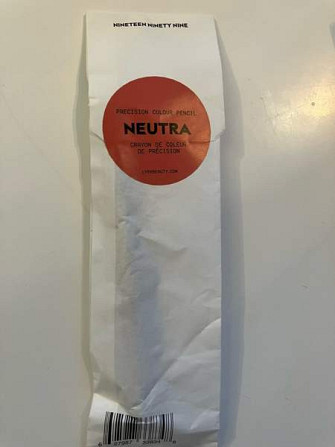 NINETEEN NINETY NINE
PRECISION COLOUR PENCIL
NEUTRA
CRAYON DE COULEUR
DE PRÉCISION